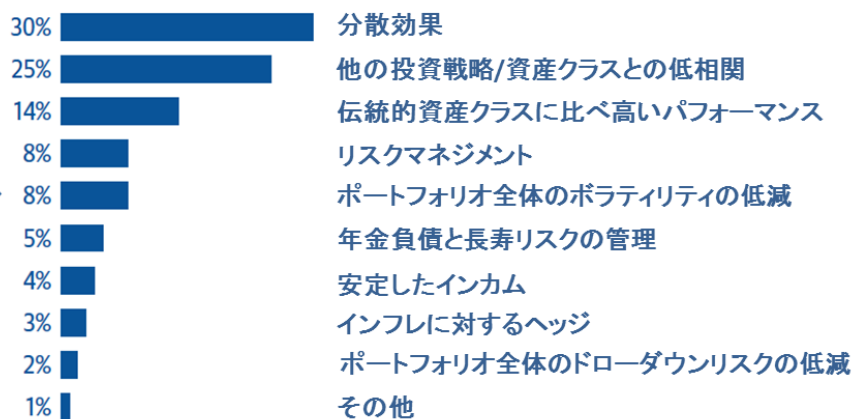 30% 分散効果
25% 他の投資戦略/資産クラスとの低相関
14% 伝統的資産クラスに比べ高いパフォーマンス
8% リスクマネジメント
8% ポートフォリオ全体のボラティリティの低減
5% 年金負債と長寿リスクの管理
4% 安定したインカム
3% インフレに対するヘッジ
2% ポートフォリオ全体のドローダウンリスクの低減
1% その他